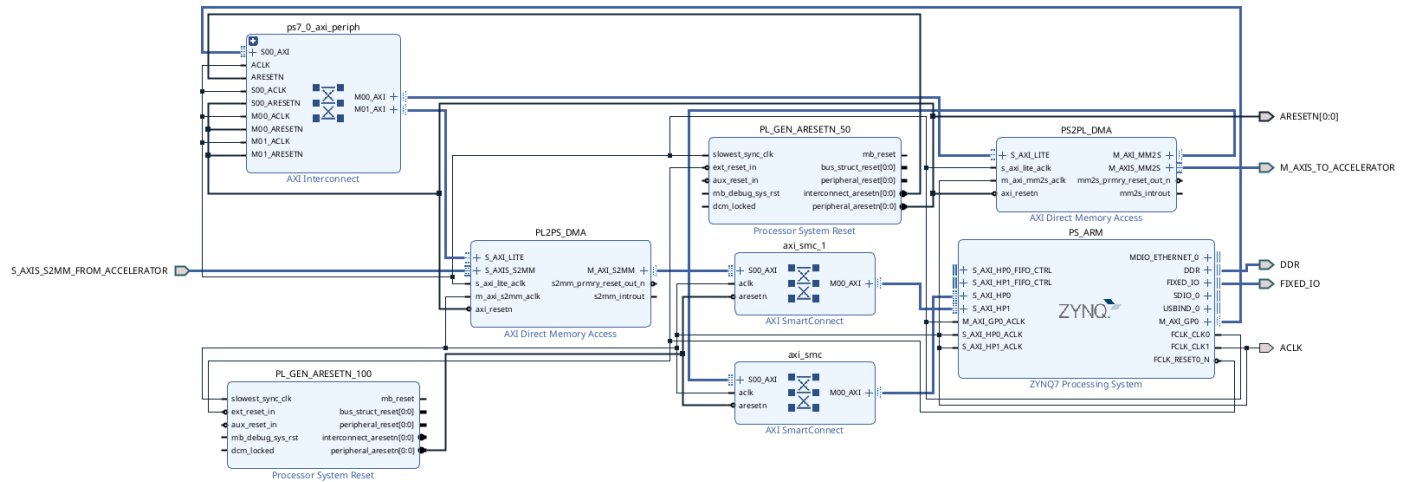 ps7_0_axi_periph
S00_AXI
ACLK
ARESETN
S00_ACLK
S00_ARESETN
M00_ACLK
M00_ARESETN
M01_ACLK
M01_ARESETN
M00_AXI
M01_AXI
AXI Interconnect
PL_GEN_ARESETN_50
slowest_sync_clk
ext_reset_in
aux_reset_in
mb_debug_sys_rst
dcm_locked
mb_reset
bus_struct_reset[0:0]
peripheral_reset[0:0]
interconnect_aresetn[0:0]
peripheral_aresetn[0:0]
Processor System Reset
PS2PL_DMA
S_AXI_LITE
s_axi_lite_aclk
m_axi_mm2s_aclk
axi_resetn
M_AXI_MM2S
M_AXIS_MM2S
mm2s_prmry_reset_out_n
mm2s_introut
AXI Direct Memory Access
ARESETN[0:0]
M_AXIS_TO_ACCELERATOR
S_AXIS_S2MM_FROM_ACCELERATOR
PL2PS_DMA
S_AXI_LITE
S_AXIS_S2MM
s_axi_lite_aclk
m_axi_s2mm_aclk
axi_resetn
M_AXI_S2MM
s2mm_prmry_reset_out_n
s2mm_introut
AXI Direct Memory Access
axi_smc_1
S00_AXI
aclk
aresetn
M00_AXI
AXI SmartConnect
PS_ARM
S_AXI_HP0_FIFO_CTRL
S_AXI_HP1_FIFO_CTRL
S_AXI_HP0
S_AXI_HP1
M_AXI_GP0_ACLK
S_AXI_HP0_ACLK
S_AXI_HP1_ACLK
ZYNQ
MDIO_ETHERNET_0
DDR
FIXED_IO
SDIO_0
USBIND_0
M_AXI_GP0
FCLK_CLK0
FCLK_CLK1
FCLK_RESET0_N
ZYNQ7 Processing System
DDR
FIXED_IO
ACLK
axi_smc
S00_AXI
aclk
aresetn
M00_AXI
AXI SmartConnect
PL_GEN_ARESETN_100
slowest_sync_clk
ext_reset_in
aux_reset_in
mb_debug_sys_rst
dcm_locked
mb_reset
bus_struct_reset[0:0]
peripheral_reset[0:0]
interconnect_aresetn[0:0]
peripheral_aresetn[0:0]
Processor System Reset